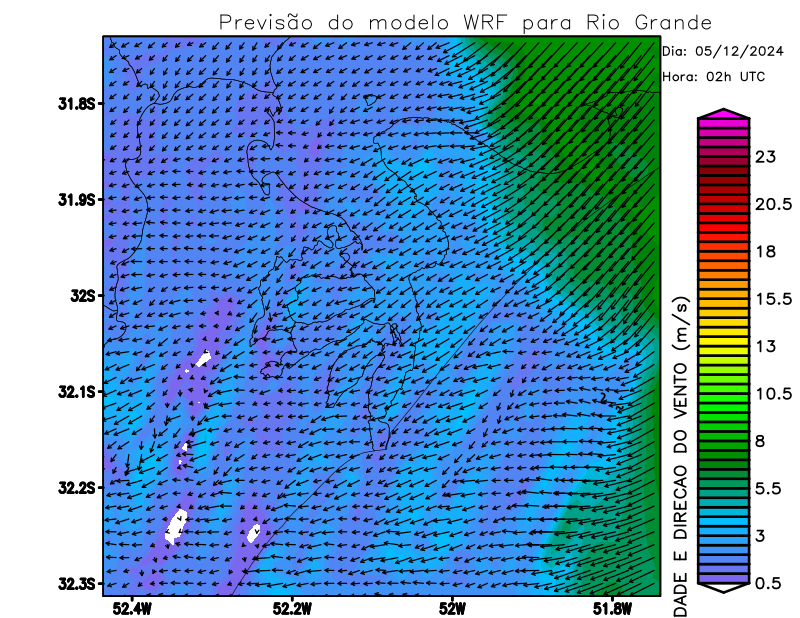 Previsão do modelo WRF para Rio Grande
Dia: 05/12/2024
Hora: 02h UTC
31.8S
31.9S
32S
32.1S
32.2S
32.3S
52.4W
52.2W
52W
51.8W
DADE E DIRECAO DO VENTO (m/s)
23
20.5
18
15.5
13
10.5
8
5.5
3
0.5